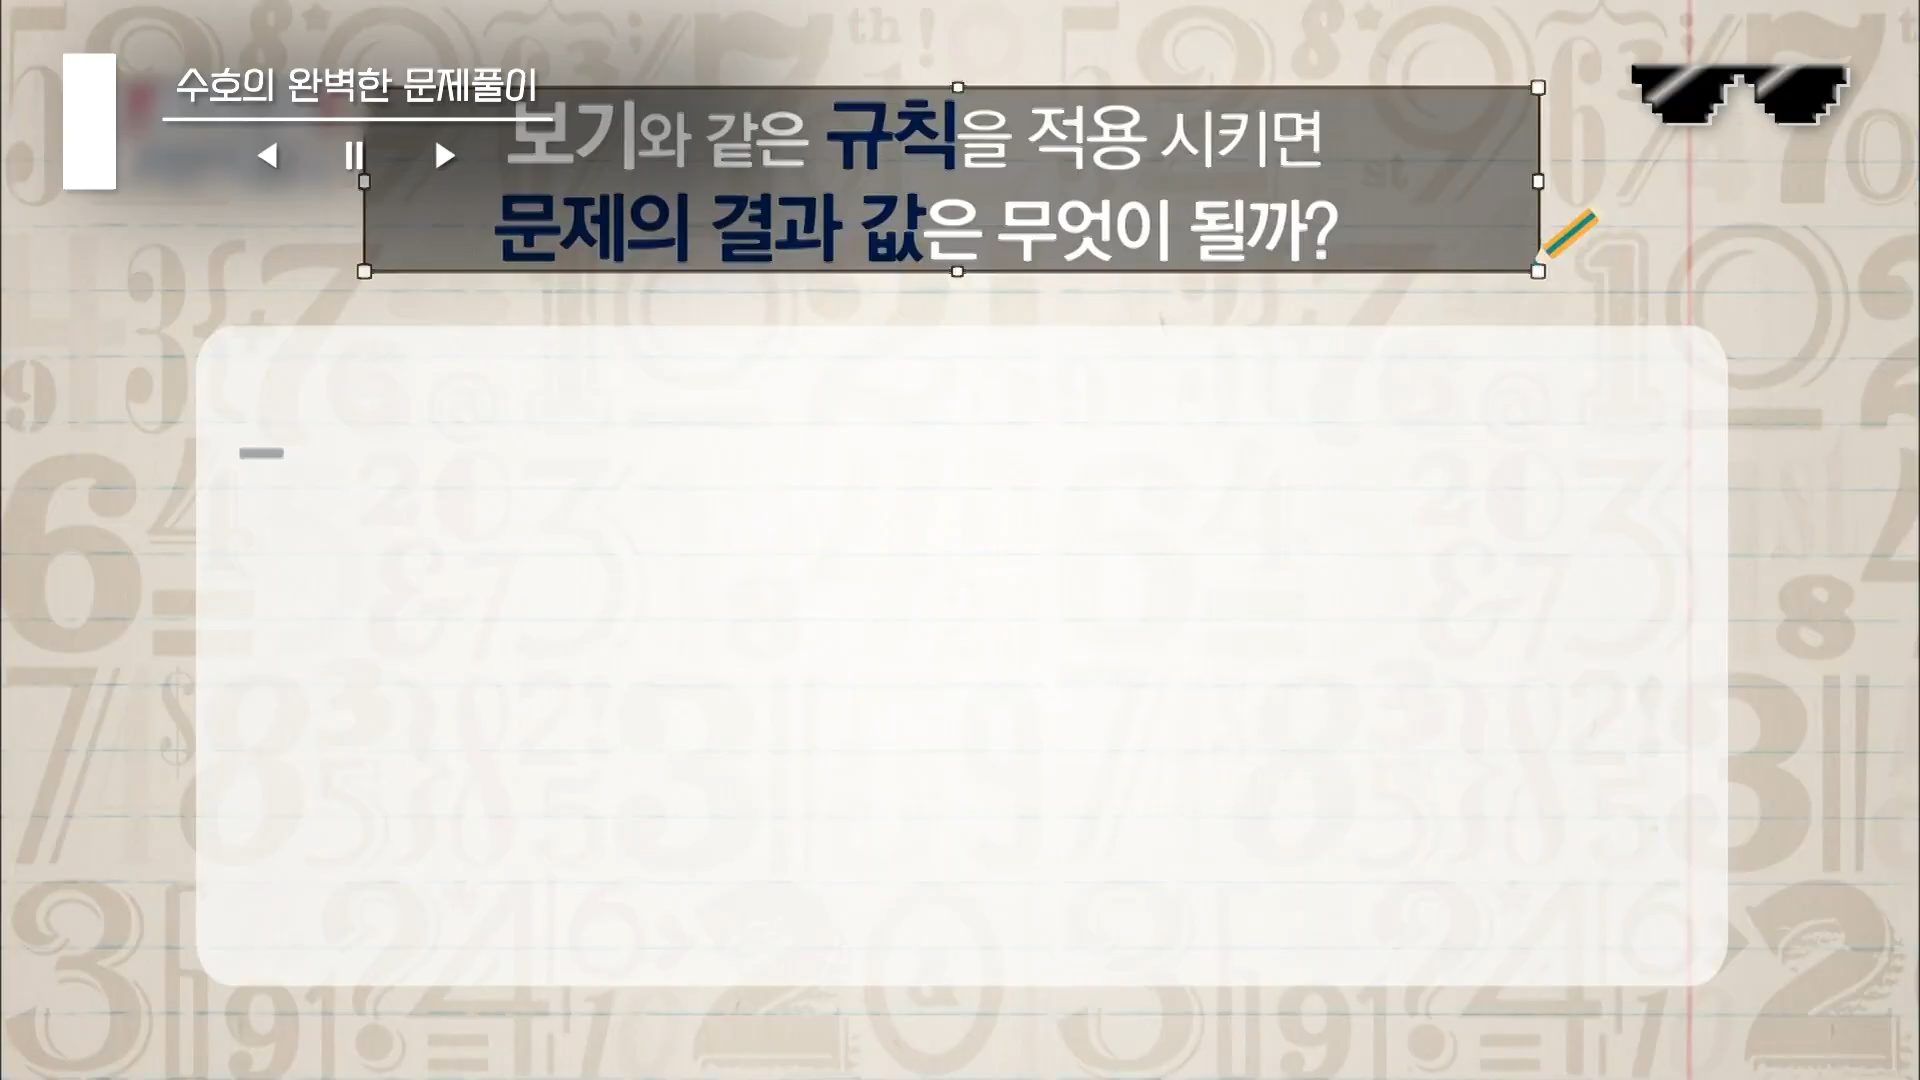 수호의 완벽한 문제풀이
보기와 같은 규칙을 적용 시키면
문제의 결과 값은 무엇이 될까?